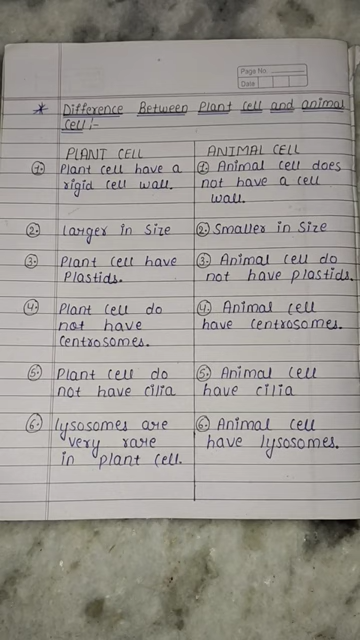 Page No.
Date
* Difference Between Plant cell and animal
cell:-
PLANT CELL
ANIMAL CELL
1. Plant cell have a
rigid cell wall.
1. Animal cell does
not have a cell
wall.
2. Larger in Size
2. Smaller in Size
3. Plant cell have
Plastids.
3. Animal cell do
not have plastids.
4. Plant cell do
not have
centrosomes.
4. Animal cell
have centrosomes.
5. Plant cell do
not have cilia
5. Animal cell
have cilia
6. lysosomes are
very rare
in plant cell.
6. Animal cell
have lysosomes.